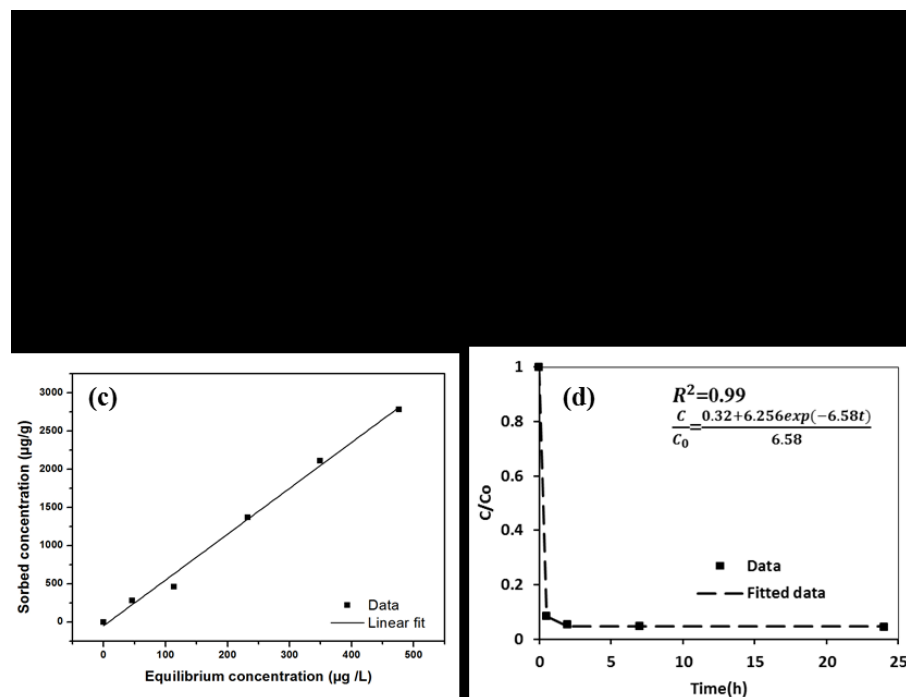 (c)
3000
2500
2000
1500
1000
500
0
Sorbed concentration (µg/g)
Data
Linear fit
0 100 200 300 400 500
Equilibrium concentration (µg /L)
(d)
R²=0.99
C/C₀=0.32+6.256exp(−6.58t)/6.58
1
0.8
0.6
0.4
0.2
0
C/Co
Data
Fitted data
0 5 10 15 20 25
Time(h)